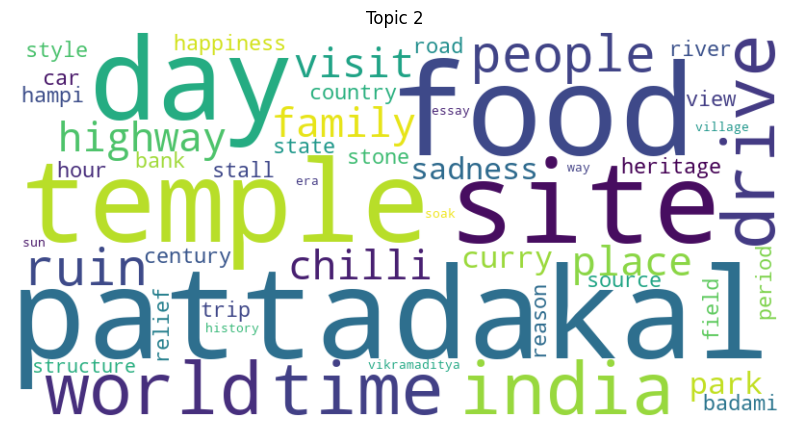 Topic 2
style happiness road river
day visit people
car country food view drive
hampi essay village
highway family
state
bank stone
hour stall sadness heritage
temple era way site
soak
sun century curry place
ruin chilli source
pattadakal
trip relief reason field period
history
structure vikramaditya
world time india park
badami